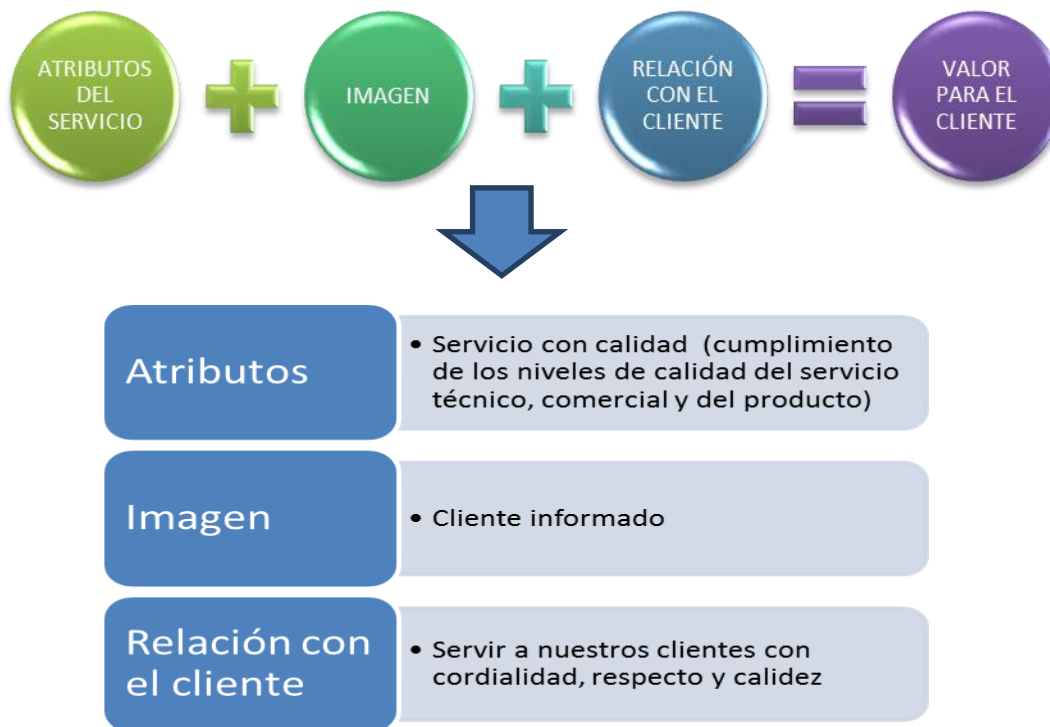 ATRIBUTOS
DEL
SERVICIO
IMAGEN
RELACIÓN
CON EL
CLIENTE
VALOR
PARA EL
CLIENTE
Atributos
• Servicio con calidad (cumplimiento
de los niveles de calidad del servicio
técnico, comercial y del producto)
Imagen
• Cliente informado
Relación con
el cliente
• Servir a nuestros clientes con
cordialidad, respecto y calidez